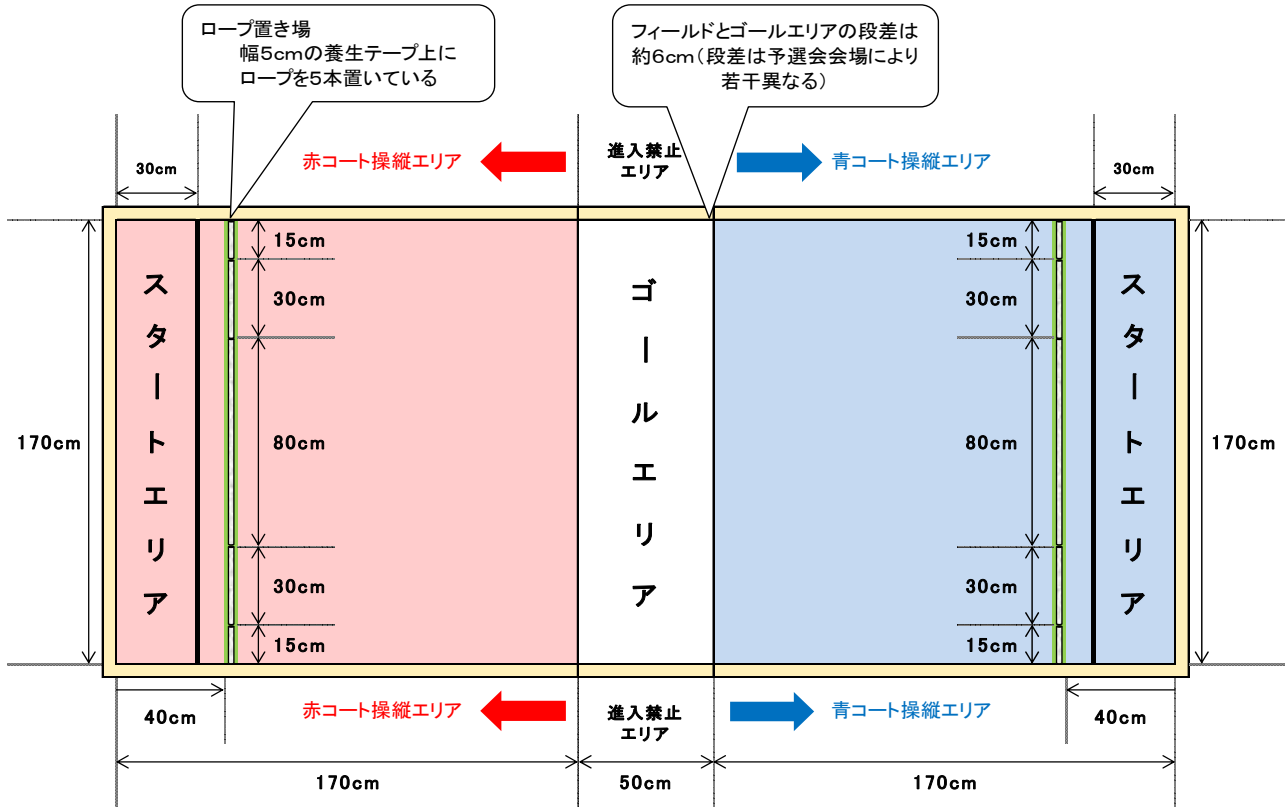 ロープ置き場
幅5cmの養生テープ上に
ロープを5本置いている
フィールドとゴールエリアの段差は
約6cm(段差は予選会会場により
若干異なる)
30cm
赤コート操縦エリア
進入禁止
エリア
青コート操縦エリア
30cm
15cm
30cm
80cm
30cm
15cm
170cm
スタートエリア
ゴールエリア
15cm
30cm
80cm
30cm
15cm
スタートエリア
170cm
40cm
赤コート操縦エリア
進入禁止
エリア
青コート操縦エリア
40cm
170cm
50cm
170cm